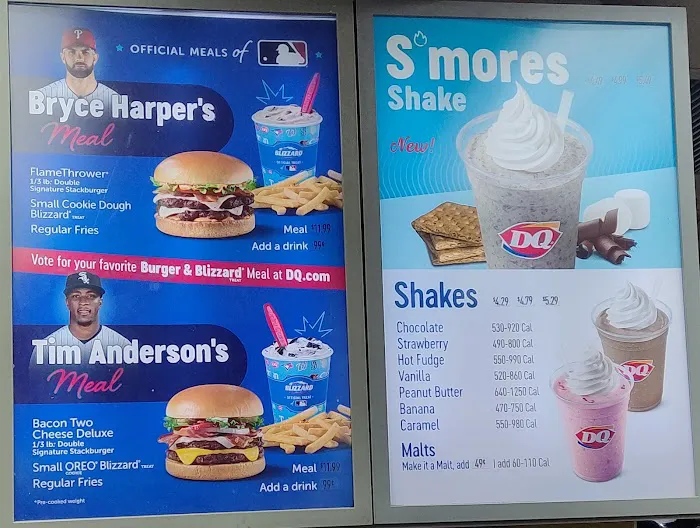 OFFICIAL MEALS of
Bryce Harper's
Meal
BLIZZARD
FlameThrower®
1/3 lb* Double
Signature Stackburger
Small Cookie Dough
Blizzard® TREAT
Regular Fries
Meal $11.99
Add a drink 99¢
Vote for your favorite Burger & Blizzard® Meal at DQ.com
TREAT
Tim Anderson's
Meal
BLIZZARD
Bacon Two
Cheese Deluxe
1/3 lb* Double
Signature Stackburger
Small OREO® Blizzard® TREAT
COOKIE
Regular Fries
Meal $11.99
Add a drink 99¢
*Pre-cooked weight
S'mores
Shake
New!
DQ
Shakes $4.29 $4.79 $5.29
Chocolate 530-920 Cal
Strawberry 490-800 Cal
Hot Fudge 550-990 Cal
Vanilla 520-860 Cal
Peanut Butter 640-1250 Cal
Banana 470-750 Cal
Caramel 550-980 Cal
DQ
DQ
Malts
Make it a Malt, add 49¢ | add 60-110 Cal